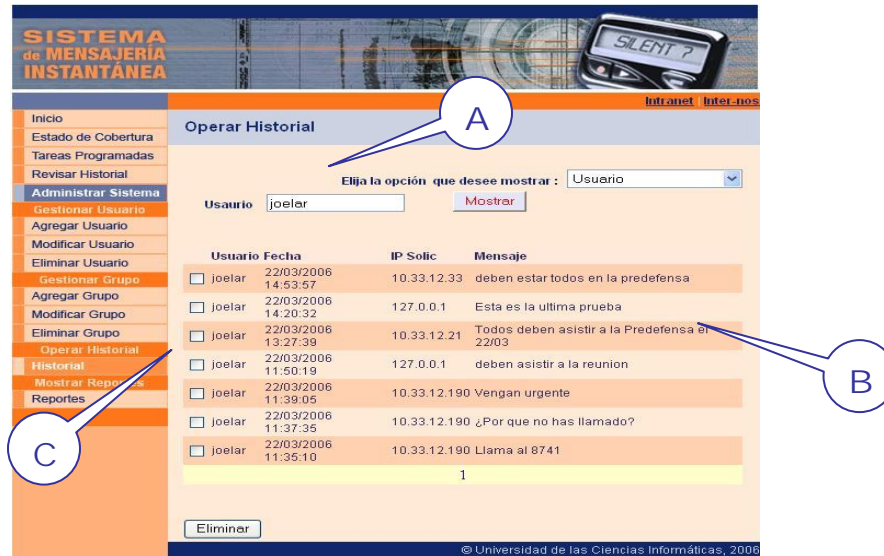 SISTEMA
de MENSAJERÍA
INSTANTÁNEA
SILENT ?
Intranet | Inter-nos
Inicio
Estado de Cobertura
Tareas Programadas
Revisar Historial
Administrar Sistema
Gestionar Usuario
Agregar Usuario
Modificar Usuario
Eliminar Usuario
Gestionar Grupo
Agregar Grupo
Modificar Grupo
Eliminar Grupo
Operar Historial
Historial
Mostrar Reportes
Reportes
Operar Historial
A
Elija la opción que desee mostrar : Usuario
Usaurio joelar Mostrar
Usuario Fecha IP Solic Mensaje
joelar 22/03/2006 14:53:57 10.33.12.33 deben estar todos en la predefensa
joelar 22/03/2006 14:20:32 127.0.0.1 Esta es la ultima prueba
joelar 22/03/2006 13:27:39 10.33.12.21 Todos deben asistir a la Predefensa el 22/03
joelar 22/03/2006 11:50:19 127.0.0.1 deben asistir a la reunion
joelar 22/03/2006 11:39:05 10.33.12.190 Vengan urgente
joelar 22/03/2006 11:37:35 10.33.12.190 ¿Por que no has llamado?
joelar 22/03/2006 11:35:10 10.33.12.190 Llama al 8741
1
B
C
Eliminar
© Universidad de las Ciencias Informáticas, 2006